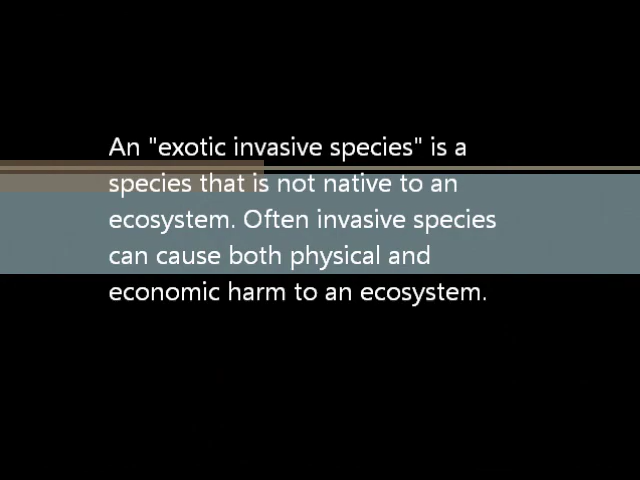 An "exotic invasive species" is a
species that is not native to an
ecosystem. Often invasive species
can cause both physical and
economic harm to an ecosystem.